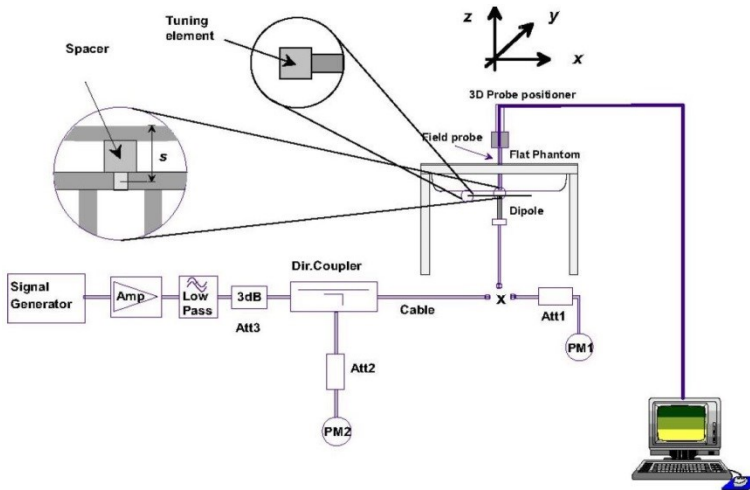 Tuning
element
Spacer
s
z
y
x
3D Probe positioner
Field probe
Flat Phantom
Dipole
Signal
Generator
Amp
Low
Pass
3dB
Att3
Dir.Coupler
Cable
x
Att1
PM1
Att2
PM2